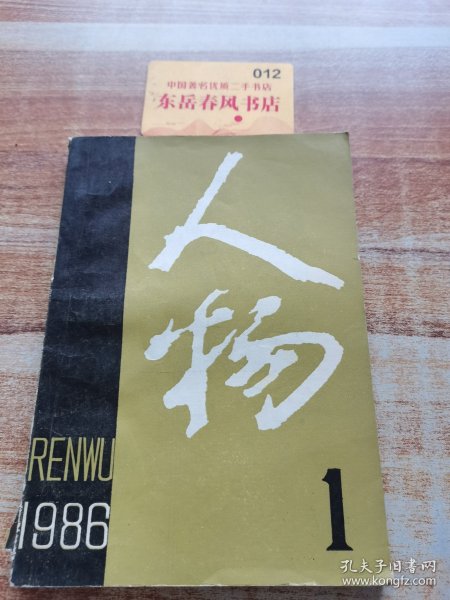 012
中国著名优质二手书店
东岳春风书店
人
物
RENWU
1986
1
孔夫子旧书网
www.kongfz.com